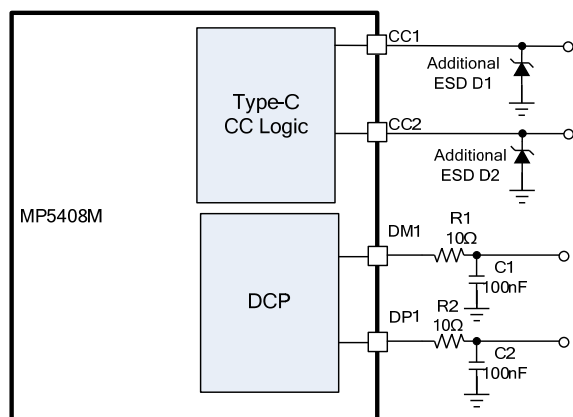 CC1
Additional
ESD D1
Type-C
CC Logic
CC2
Additional
ESD D2
MP5408M
DM1
R1
10Ω
C1
100nF
DCP
DP1
R2
10Ω
C2
100nF